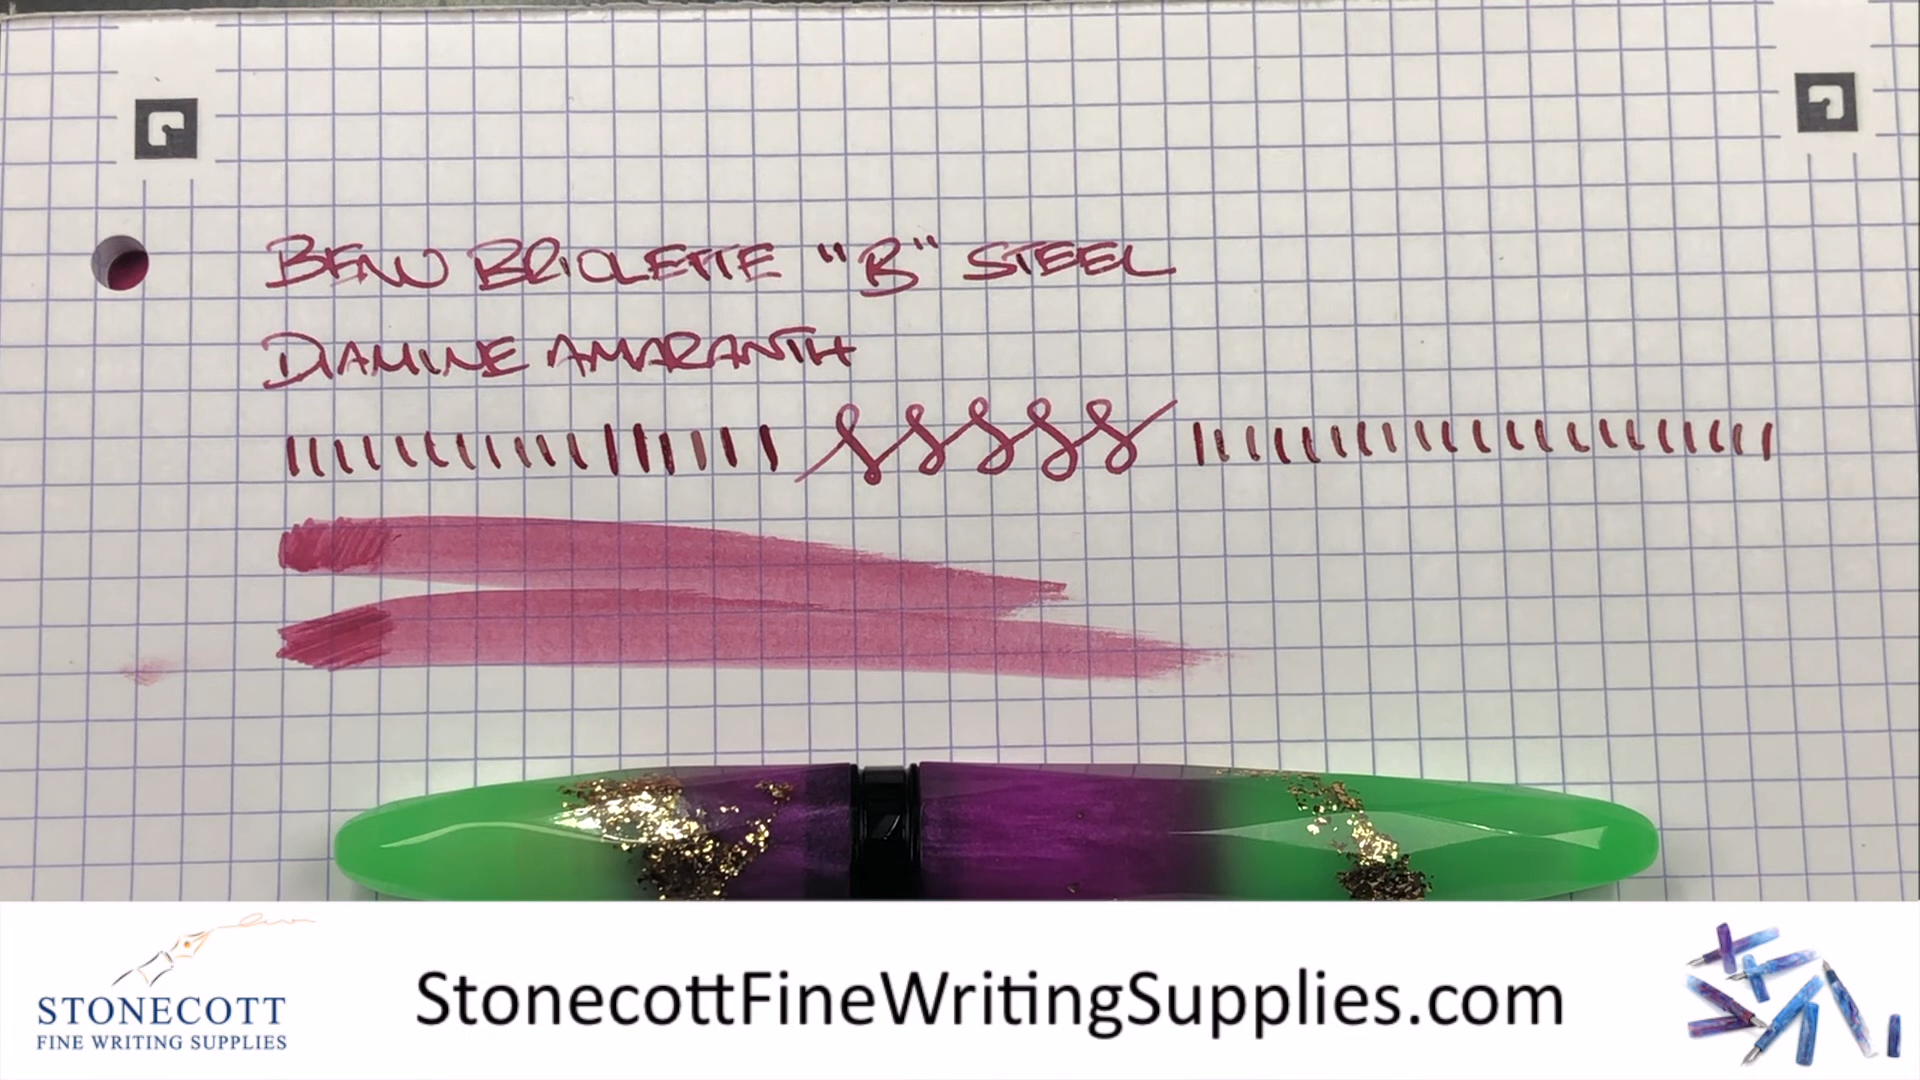 BENU BRIOLETTE "B" STEEL
DIAMINE AMARANTH
STONECOTT
FINE WRITING SUPPLIES
StonecottFineWritingSupplies.com